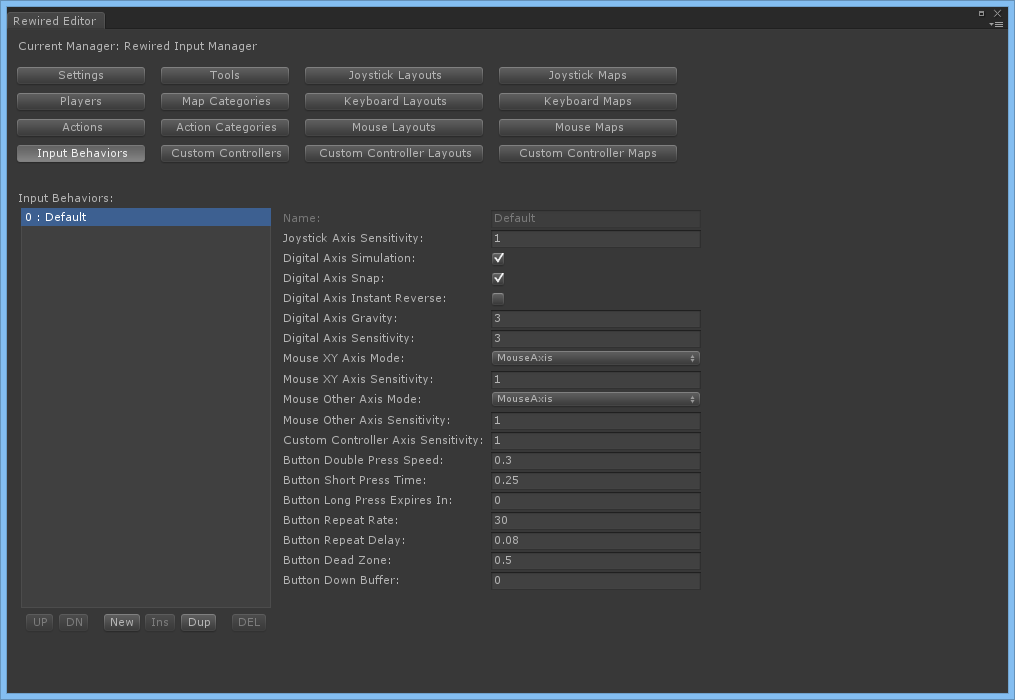 Rewired Editor
Current Manager: Rewired Input Manager
Settings Tools Joystick Layouts Joystick Maps
Players Map Categories Keyboard Layouts Keyboard Maps
Actions Action Categories Mouse Layouts Mouse Maps
Input Behaviors Custom Controllers Custom Controller Layouts Custom Controller Maps
Input Behaviors:
0 : Default
Name: Default
Joystick Axis Sensitivity: 1
Digital Axis Simulation:
Digital Axis Snap:
Digital Axis Instant Reverse:
Digital Axis Gravity: 3
Digital Axis Sensitivity: 3
Mouse XY Axis Mode: MouseAxis
Mouse XY Axis Sensitivity: 1
Mouse Other Axis Mode: MouseAxis
Mouse Other Axis Sensitivity: 1
Custom Controller Axis Sensitivity: 1
Button Double Press Speed: 0.3
Button Short Press Time: 0.25
Button Long Press Expires In: 0
Button Repeat Rate: 30
Button Repeat Delay: 0.08
Button Dead Zone: 0.5
Button Down Buffer: 0
UP DN New Ins Dup DEL